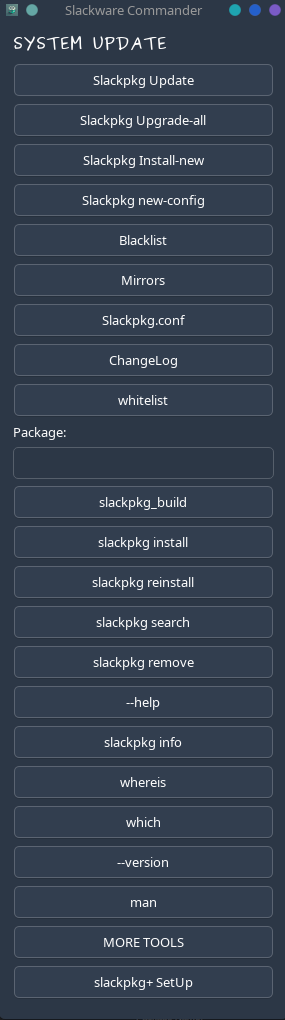 Slackware Commander
SYSTEM UPDATE
Slackpkg Update
Slackpkg Upgrade-all
Slackpkg Install-new
Slackpkg new-config
Blacklist
Mirrors
Slackpkg.conf
ChangeLog
whitelist
Package:
slackpkg_build
slackpkg install
slackpkg reinstall
slackpkg search
slackpkg remove
--help
slackpkg info
whereis
which
--version
man
MORE TOOLS
slackpkg+ SetUp